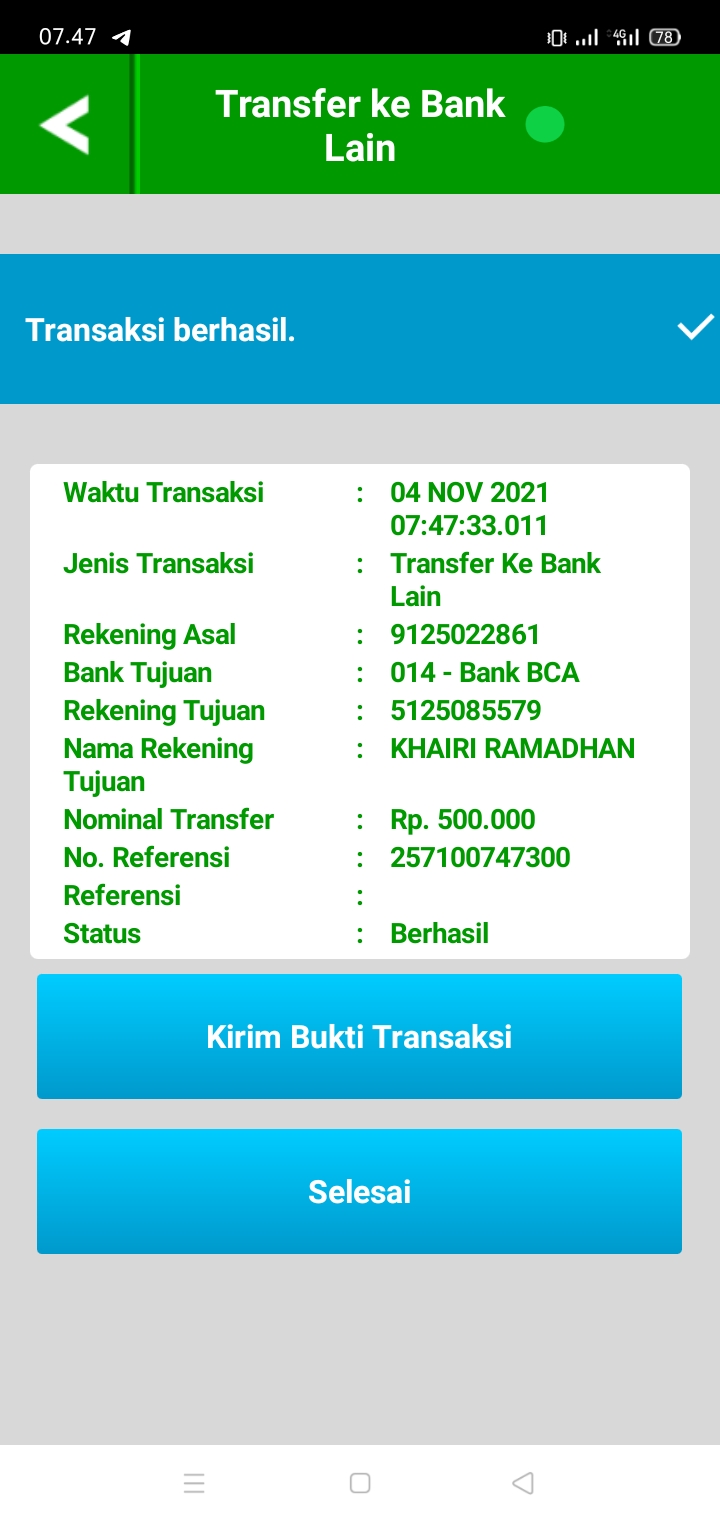 07.47
4G 78
Transfer ke Bank
Lain
Transaksi berhasil.
Waktu Transaksi : 04 NOV 2021
07:47:33.011
Jenis Transaksi : Transfer Ke Bank
Lain
Rekening Asal : 9125022861
Bank Tujuan : 014 - Bank BCA
Rekening Tujuan : 5125085579
Nama Rekening : KHAIRI RAMADHAN
Tujuan
Nominal Transfer : Rp. 500.000
No. Referensi : 257100747300
Referensi :
Status : Berhasil
Kirim Bukti Transaksi
Selesai